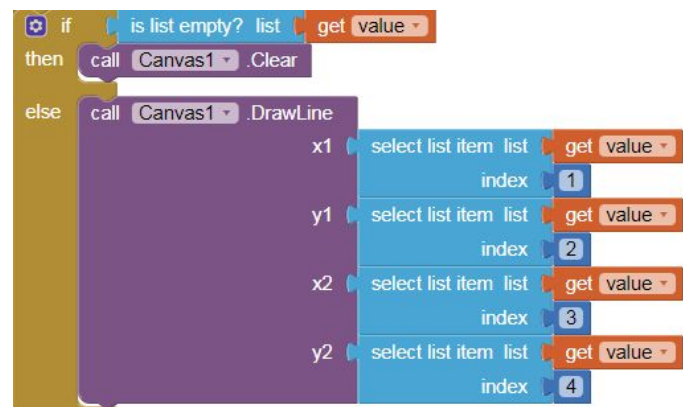 if is list empty? list get value
then call Canvas1 .Clear
else call Canvas1 .DrawLine
x1 select list item list get value
index 1
y1 select list item list get value
index 2
x2 select list item list get value
index 3
y2 select list item list get value
index 4